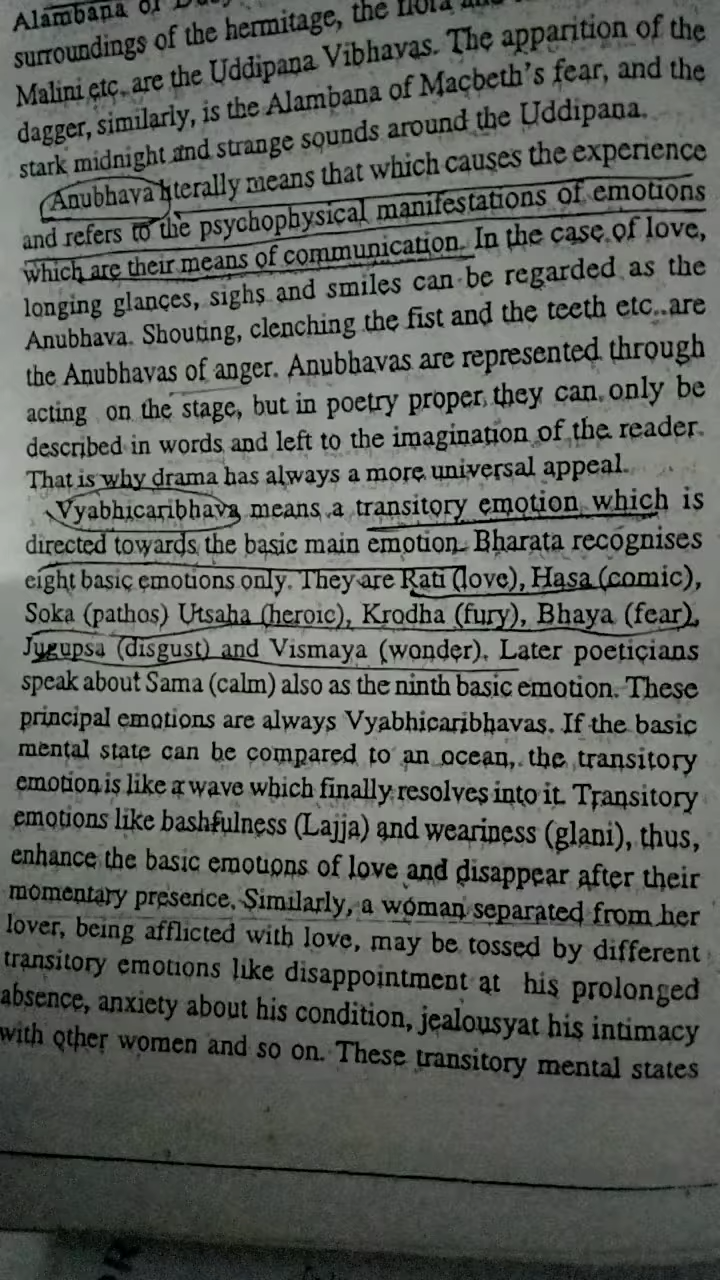 Alambana of
surroundings of the hermitage, the
Malini etc. are the Uddipana Vibhavas. The apparition of the
dagger, similarly, is the Alambana of Macbeth's fear, and the
stark midnight and strange sounds around the Uddipana.
Anubhava literally means that which causes the experience
and refers to the psychophysical manifestations of emotions
which are their means of communication. In the case of love,
longing glances, sighs and smiles can be regarded as the
Anubhava. Shouting, clenching the fist and the teeth etc..are
the Anubhavas of anger. Anubhavas are represented through
acting on the stage, but in poetry proper, they can only be
described in words and left to the imagination of the reader.
That is why drama has always a more universal appeal.
Vyabhicaribhava means a transitory emotion which is
directed towards the basic main emotion. Bharata recognises
eight basic emotions only. They are Rati (love), Hasa (comic),
Soka (pathos) Utsaha (heroic), Krodha (fury), Bhaya (fear),
Jugupsa (disgust) and Vismaya (wonder). Later poeticians
speak about Sama (calm) also as the ninth basic emotion. These
principal emotions are always Vyabhicaribhavas. If the basic
mental state can be compared to an ocean, the transitory
emotion is like a wave which finally resolves into it. Transitory
emotions like bashfulness (Lajja) and weariness (glani), thus,
enhance the basic emotions of love and disappear after their
momentary presence. Similarly, a woman separated from her
lover, being afflicted with love, may be tossed by different
transitory emotions like disappointment at his prolonged
absence, anxiety about his condition, jealousyat his intimacy
with other women and so on. These transitory mental states